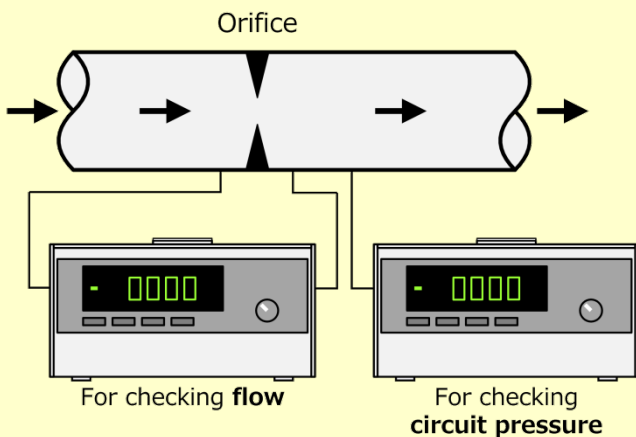 Orifice
- 0000
- 0000
For checking flow
For checking
circuit pressure